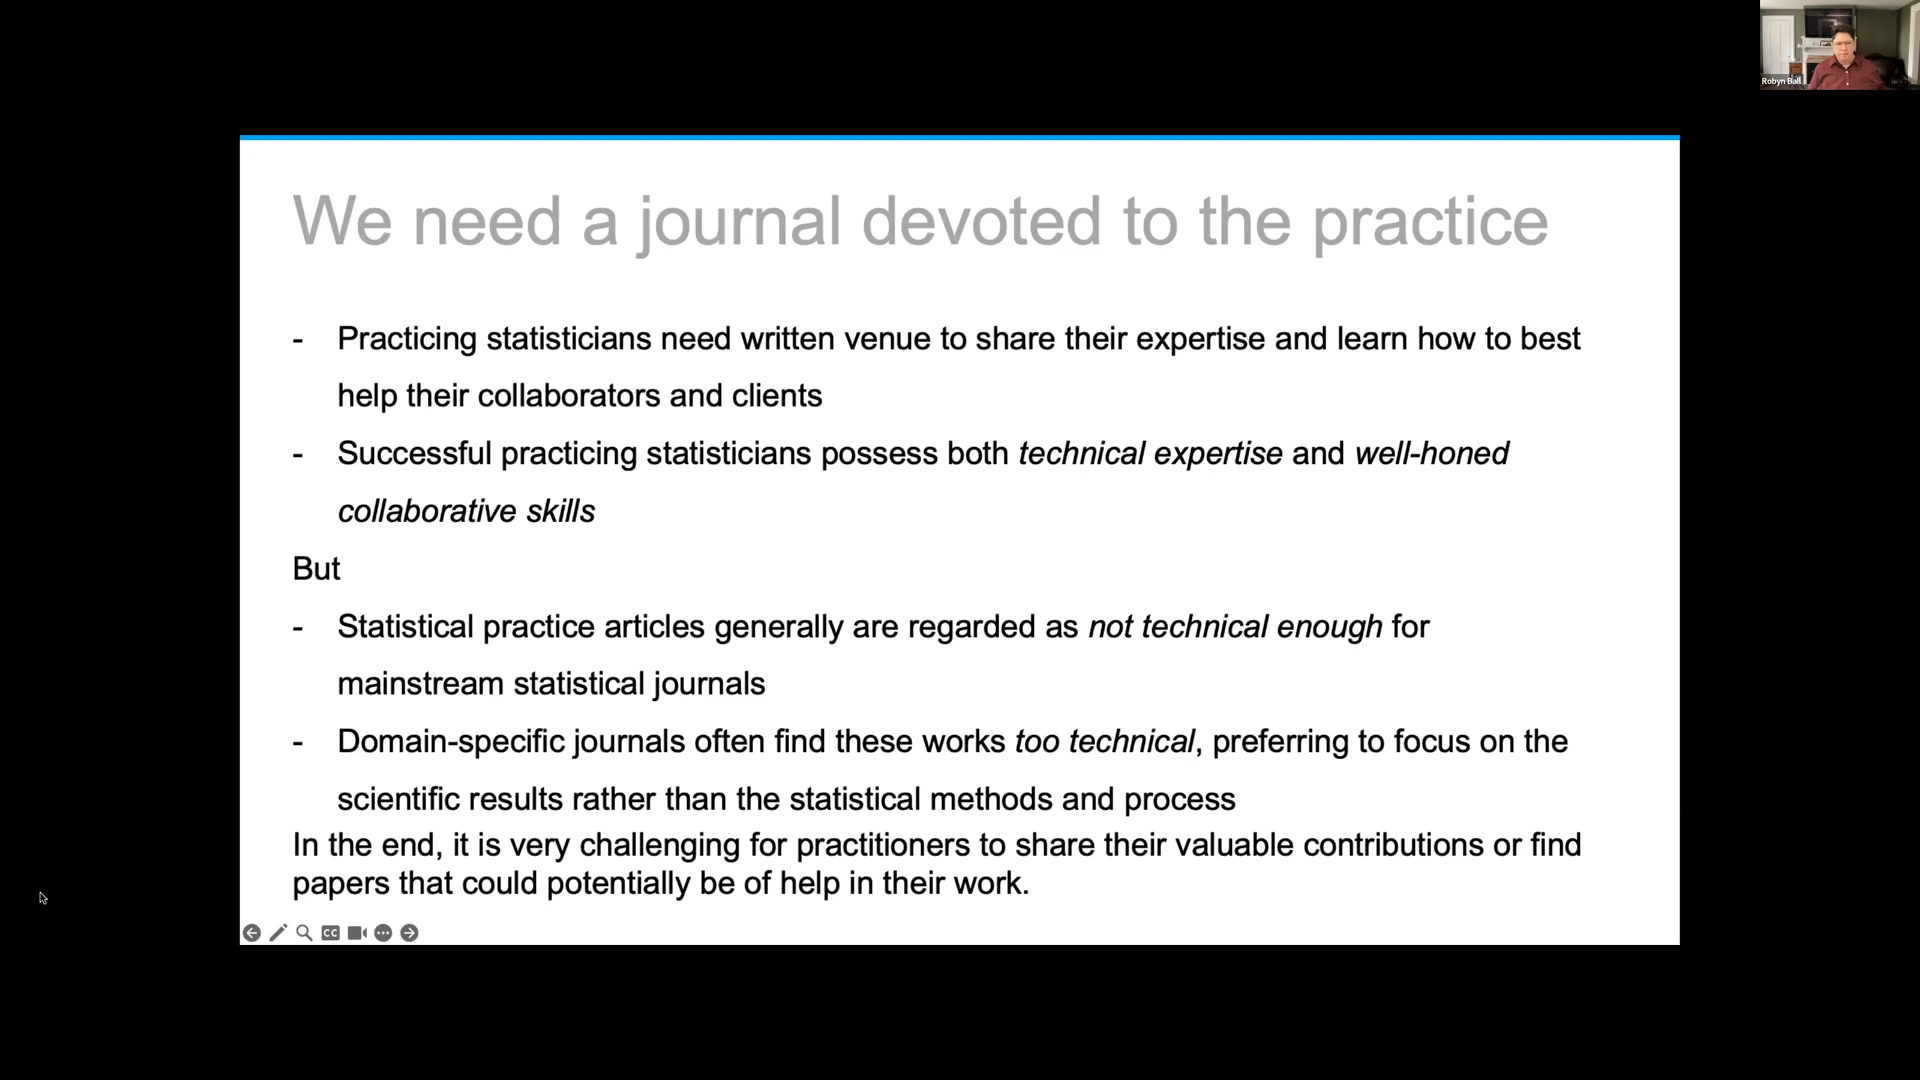 Robyn Ball
We need a journal devoted to the practice
- Practicing statisticians need written venue to share their expertise and learn how to best
help their collaborators and clients
- Successful practicing statisticians possess both technical expertise and well-honed
collaborative skills
But
- Statistical practice articles generally are regarded as not technical enough for
mainstream statistical journals
- Domain-specific journals often find these works too technical, preferring to focus on the
scientific results rather than the statistical methods and process
In the end, it is very challenging for practitioners to share their valuable contributions or find
papers that could potentially be of help in their work.
CC